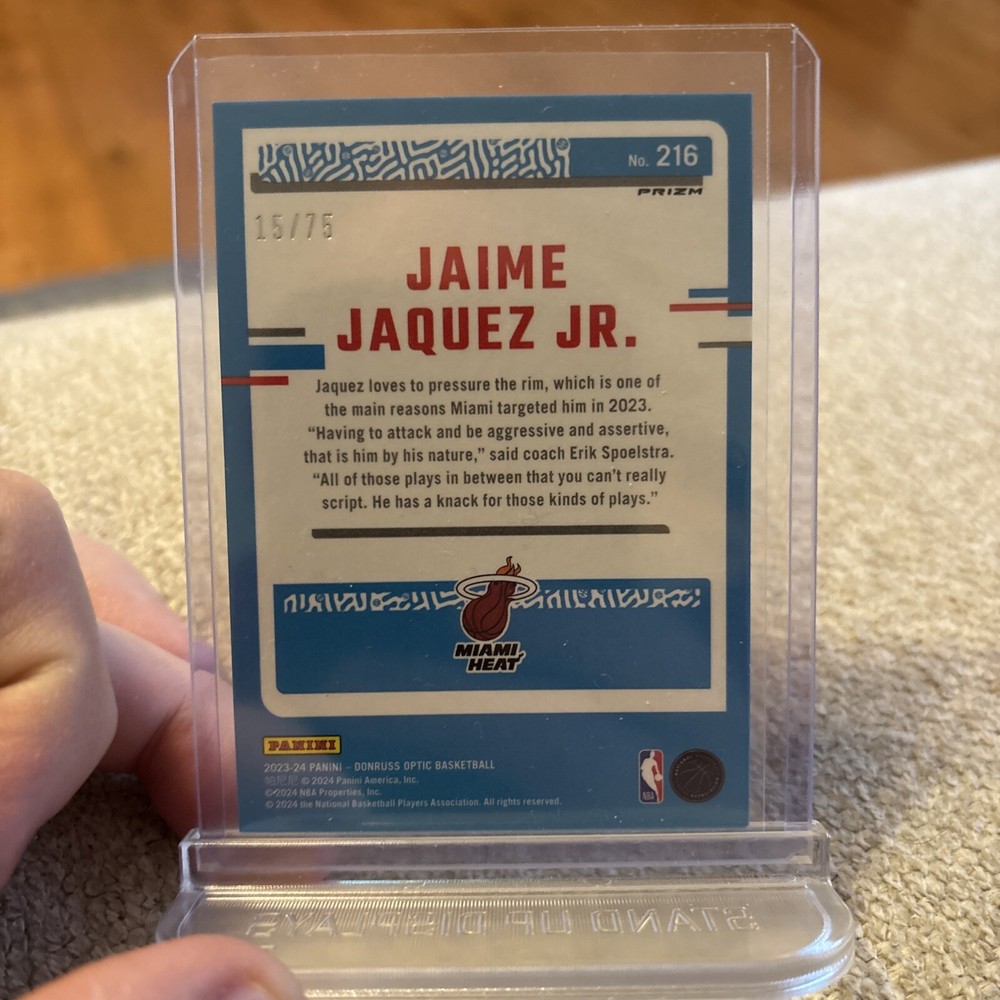 No. 216
PRIZM
15/75
JAIME
JAQUEZ JR.
Jaquez loves to pressure the rim, which is one of
the main reasons Miami targeted him in 2023.
“Having to attack and be aggressive and assertive,
that is him by his nature,” said coach Erik Spoelstra.
“All of those plays in between that you can't really
script. He has a knack for those kinds of plays.”
MIAMI
HEAT
PANINI
2023-24 PANINI – DONRUSS OPTIC BASKETBALL
帕尼尼 © 2024 Panini America, Inc.
© 2024 NBA Properties, Inc.
© 2024 the National Basketball Players Association. All rights reserved.
NBA
STAND UP DISPLAYS